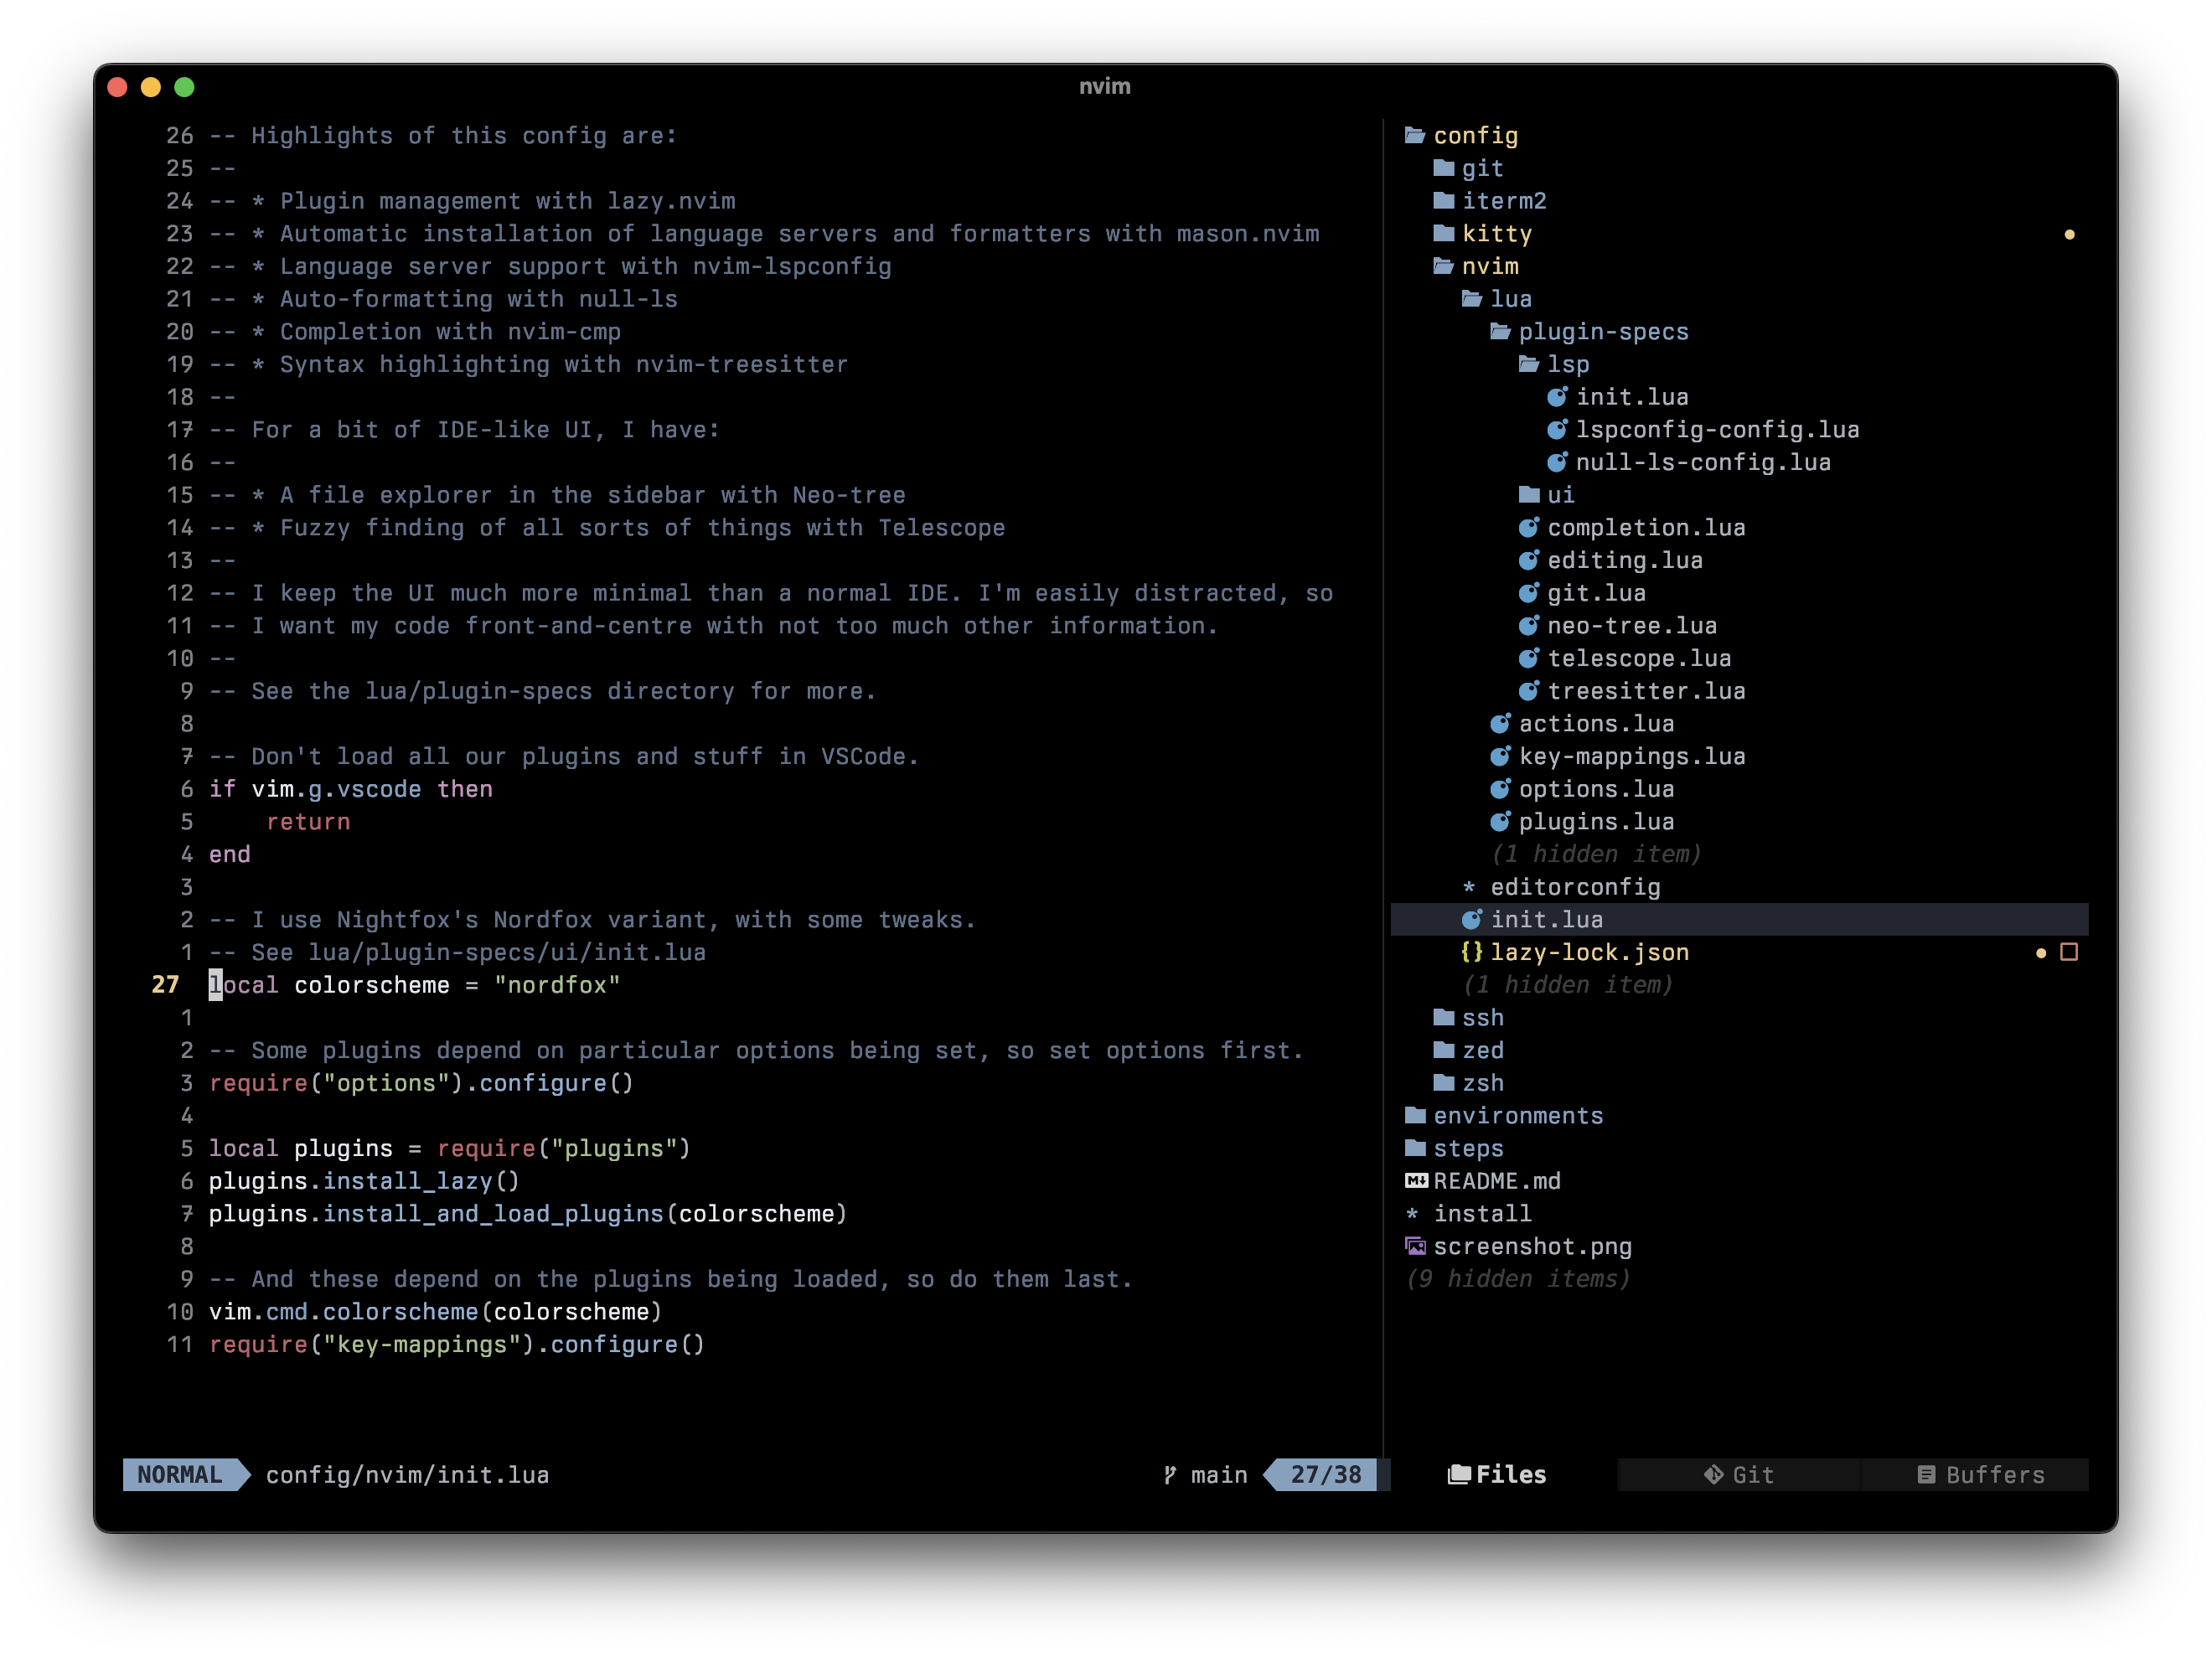 nvim
26 -- Highlights of this config are:
25 --
24 -- * Plugin management with lazy.nvim
23 -- * Automatic installation of language servers and formatters with mason.nvim
22 -- * Language server support with nvim-lspconfig
21 -- * Auto-formatting with null-ls
20 -- * Completion with nvim-cmp
19 -- * Syntax highlighting with nvim-treesitter
18 --
17 -- For a bit of IDE-like UI, I have:
16 --
15 -- * A file explorer in the sidebar with Neo-tree
14 -- * Fuzzy finding of all sorts of things with Telescope
13 --
12 -- I keep the UI much more minimal than a normal IDE. I'm easily distracted, so
11 -- I want my code front-and-centre with not too much other information.
10 --
9 -- See the lua/plugin-specs directory for more.
8
7 -- Don't load all our plugins and stuff in VSCode.
6 if vim.g.vscode then
5     return
4 end
3
2 -- I use Nightfox's Nordfox variant, with some tweaks.
1 -- See lua/plugin-specs/ui/init.lua
27 local colorscheme = "nordfox"
1
2 -- Some plugins depend on particular options being set, so set options first.
3 require("options").configure()
4
5 local plugins = require("plugins")
6 plugins.install_lazy()
7 plugins.install_and_load_plugins(colorscheme)
8
9 -- And these depend on the plugins being loaded, so do them last.
10 vim.cmd.colorscheme(colorscheme)
11 require("key-mappings").configure()
config
git
iterm2
kitty
nvim
lua
plugin-specs
lsp
init.lua
lspconfig-config.lua
null-ls-config.lua
ui
completion.lua
editing.lua
git.lua
neo-tree.lua
telescope.lua
treesitter.lua
actions.lua
key-mappings.lua
options.lua
plugins.lua
(1 hidden item)
* editorconfig
init.lua
{} lazy-lock.json
(1 hidden item)
ssh
zed
zsh
environments
steps
M↓ README.md
* install
screenshot.png
(9 hidden items)
NORMAL config/nvim/init.lua main 27/38 Files Git Buffers